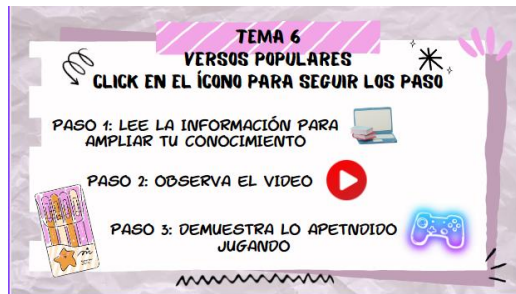 TEMA 6
VERSOS POPULARES
CLICK EN EL ÍCONO PARA SEGUIR LOS PASO
PASO 1: LEE LA INFORMACIÓN PARA
AMPLIAR TU CONOCIMIENTO
PASO 2: OBSERVA EL VIDEO
PASO 3: DEMUESTRA LO APETNDIDO
JUGANDO